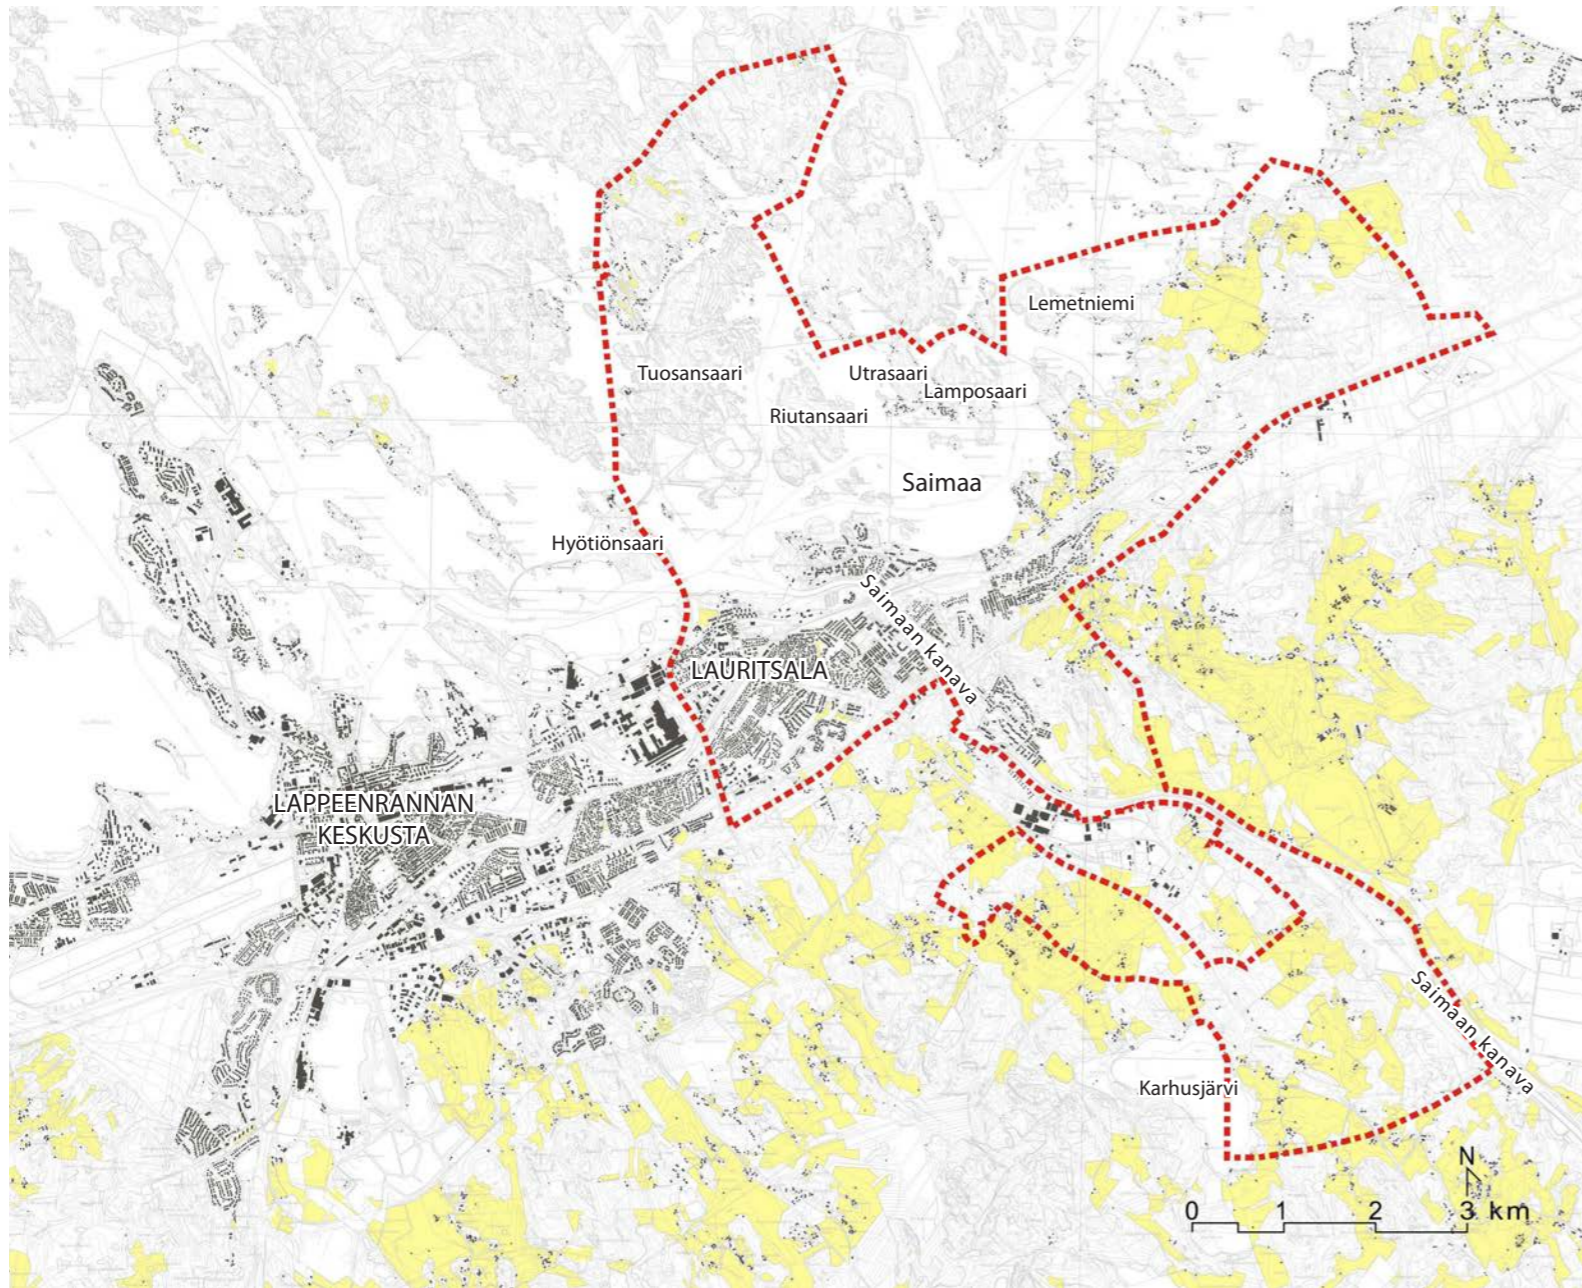 Lemetniemi
Tuosansaari
Utrasaari
Lamposaari
Riutansaari
Saimaa
Hyötiönsaari
Saimaan kanava
LAURITSALA
LAPPEENRANNAN
KESKUSTA
Saimaan kanava
Karhusjärvi
N
0 1 2 3 km